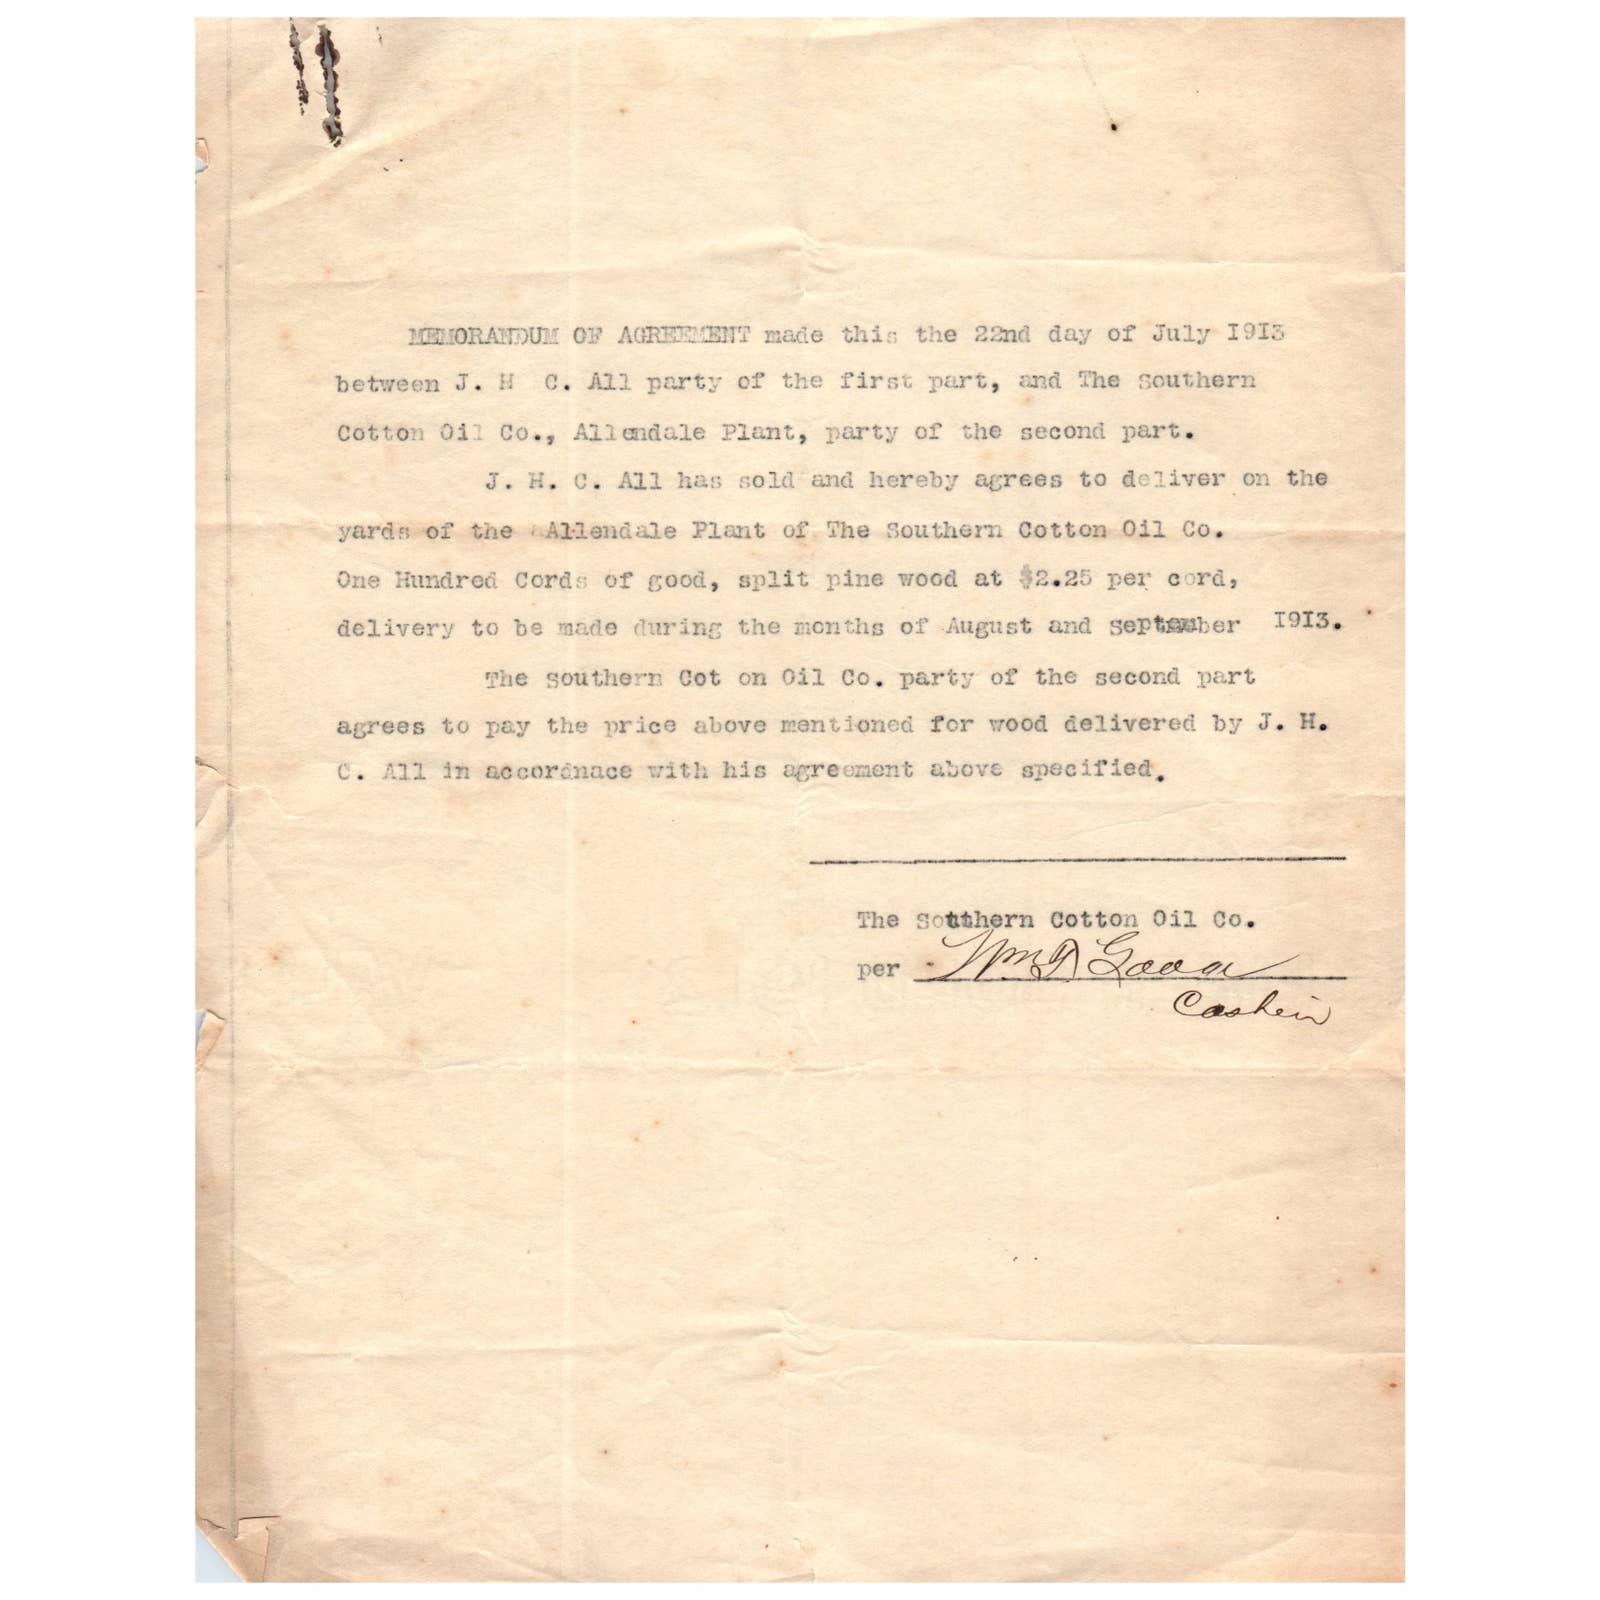 MEMORANDUM OF AGREEMENT made this the 22nd day of July I9I3
between J. H C. All party of the first part, and The Southern
Cotton Oil Co., Allendale Plant, party of the second part.
J. H. C. All has sold and hereby agrees to deliver on the
yards of the Allendale Plant of The Southern Cotton Oil Co.
One Hundred Cords of good, split pine wood at $2.25 per cord,
delivery to be made during the months of August and September I9I3.
The Southern Cot on Oil Co. party of the second part
agrees to pay the price above mentioned for wood delivered by J. H.
C. All in accordnace with his agreement above specified.
The Southern Cotton Oil Co.
per Wm
Cashier